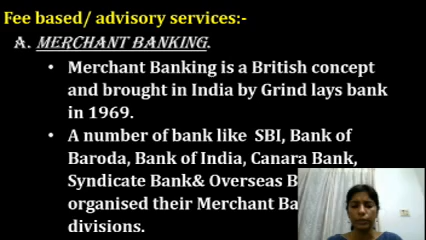 Fee based/ advisory services:-
A. MERCHANT BANKING.
• Merchant Banking is a British concept
and brought in India by Grind lays bank
in 1969.
• A number of bank like SBI, Bank of
Baroda, Bank of India, Canara Bank,
Syndicate Bank& Overseas B
organised their Merchant Ba
divisions.